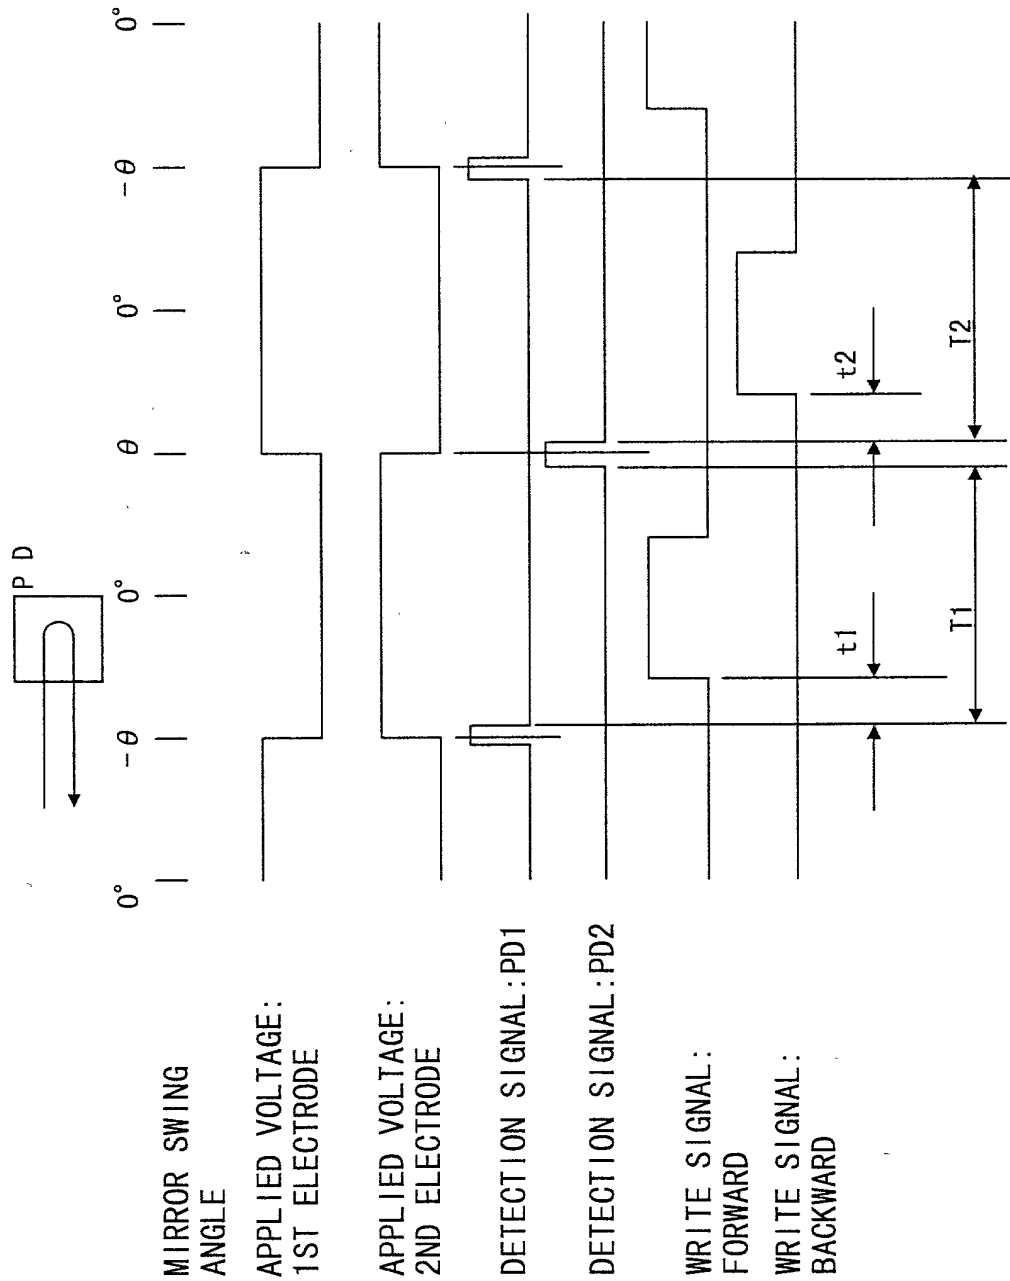 P D
MIRROR SWING
ANGLE
0°
-θ
0°
θ
0°
-θ
0°
APPLIED VOLTAGE:
1ST ELECTRODE
APPLIED VOLTAGE:
2ND ELECTRODE
DETECTION SIGNAL:PD1
DETECTION SIGNAL:PD2
WRITE SIGNAL:
FORWARD
WRITE SIGNAL:
BACKWARD
t1
t2
T1
T2